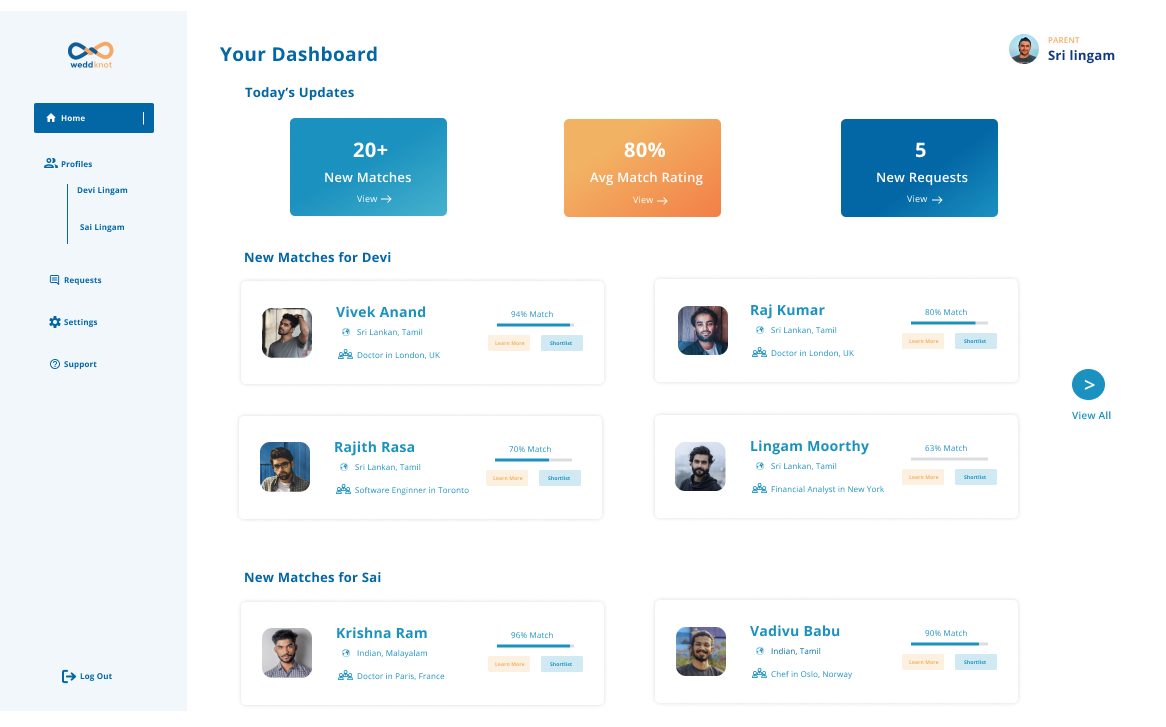 weddknot
Home
Profiles
Devi Lingam
Sai Lingam
Requests
Settings
Support
Log Out
Your Dashboard
PARENT
Sri lingam
Today's Updates
20+
New Matches
View
80%
Avg Match Rating
View
5
New Requests
View
New Matches for Devi
Vivek Anand
Sri Lankan, Tamil
Doctor in London, UK
94% Match
Learn More
Shortlist
Raj Kumar
Sri Lankan, Tamil
Doctor in London, UK
80% Match
Learn More
Shortlist
Rajith Rasa
Sri Lankan, Tamil
Software Enginner in Toronto
70% Match
Learn More
Shortlist
Lingam Moorthy
Sri Lankan, Tamil
Financial Analyst in New York
63% Match
Learn More
Shortlist
>
View All
New Matches for Sai
Krishna Ram
Indian, Malayalam
Doctor in Paris, France
96% Match
Learn More
Shortlist
Vadivu Babu
Indian, Tamil
Chef in Oslo, Norway
90% Match
Learn More
Shortlist